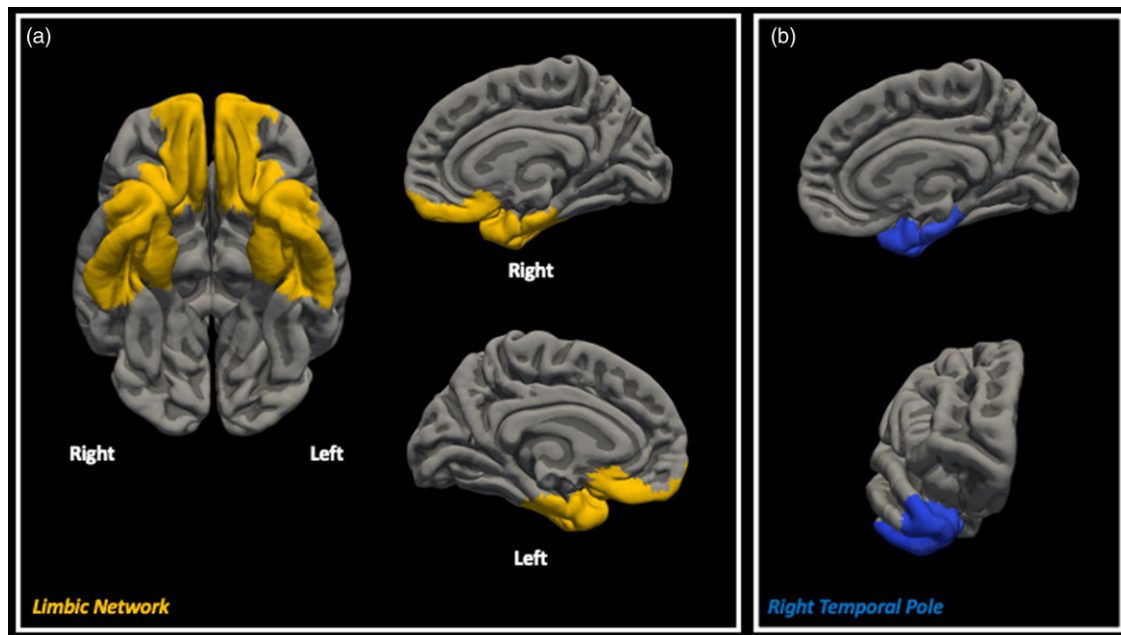 (a)
Right
Right Left
Left
Limbic Network
(b)
Right Temporal Pole